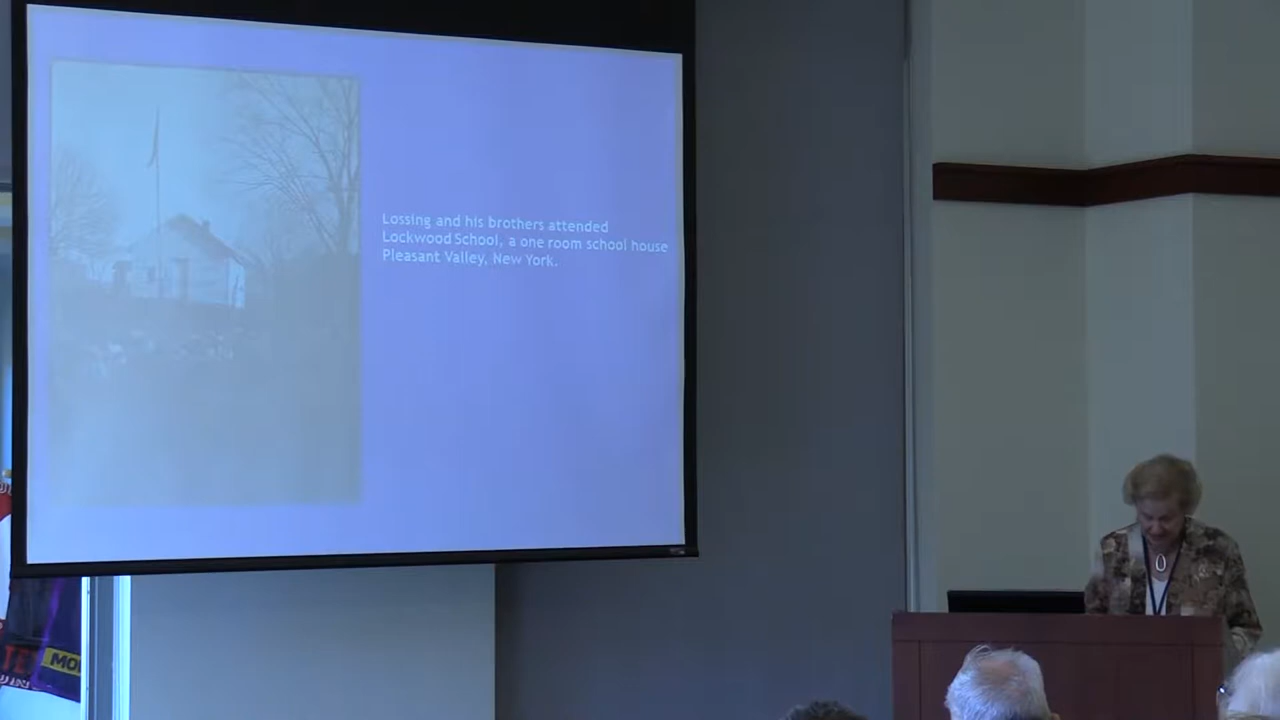 Lossing and his brothers attended
Lockwood School, a one room school house
Pleasant Valley, New York.